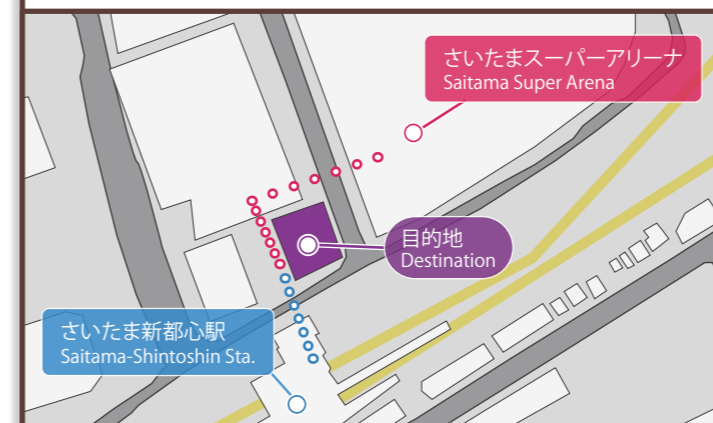 さいたまスーパーアリーナ
Saitama Super Arena
目的地
Destination
さいたま新都心駅
Saitama-Shintoshin Sta.